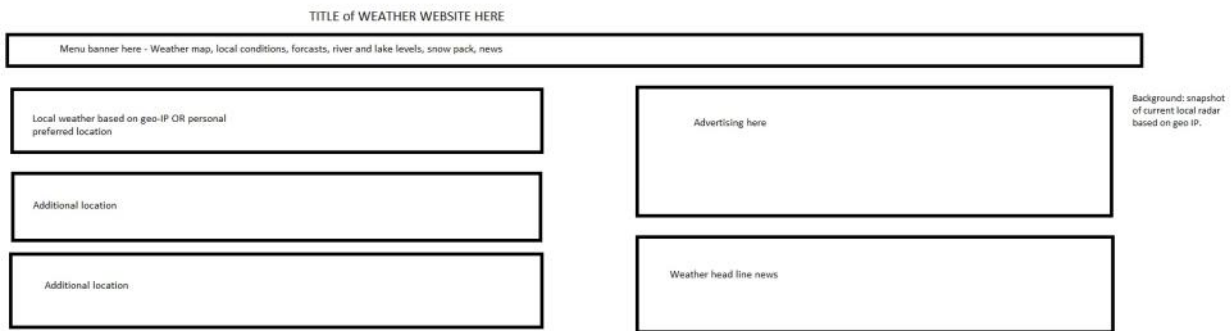 TITLE of WEATHER WEBSITE HERE
Menu banner here - Weather map, local conditions, forcasts, river and lake levels, snow pack, news
Local weather based on geo-IP OR personal
preferred location
Additional location
Additional location
Advertising here
Weather head line news
Background: snapshot
of current local radar
based on geo IP.